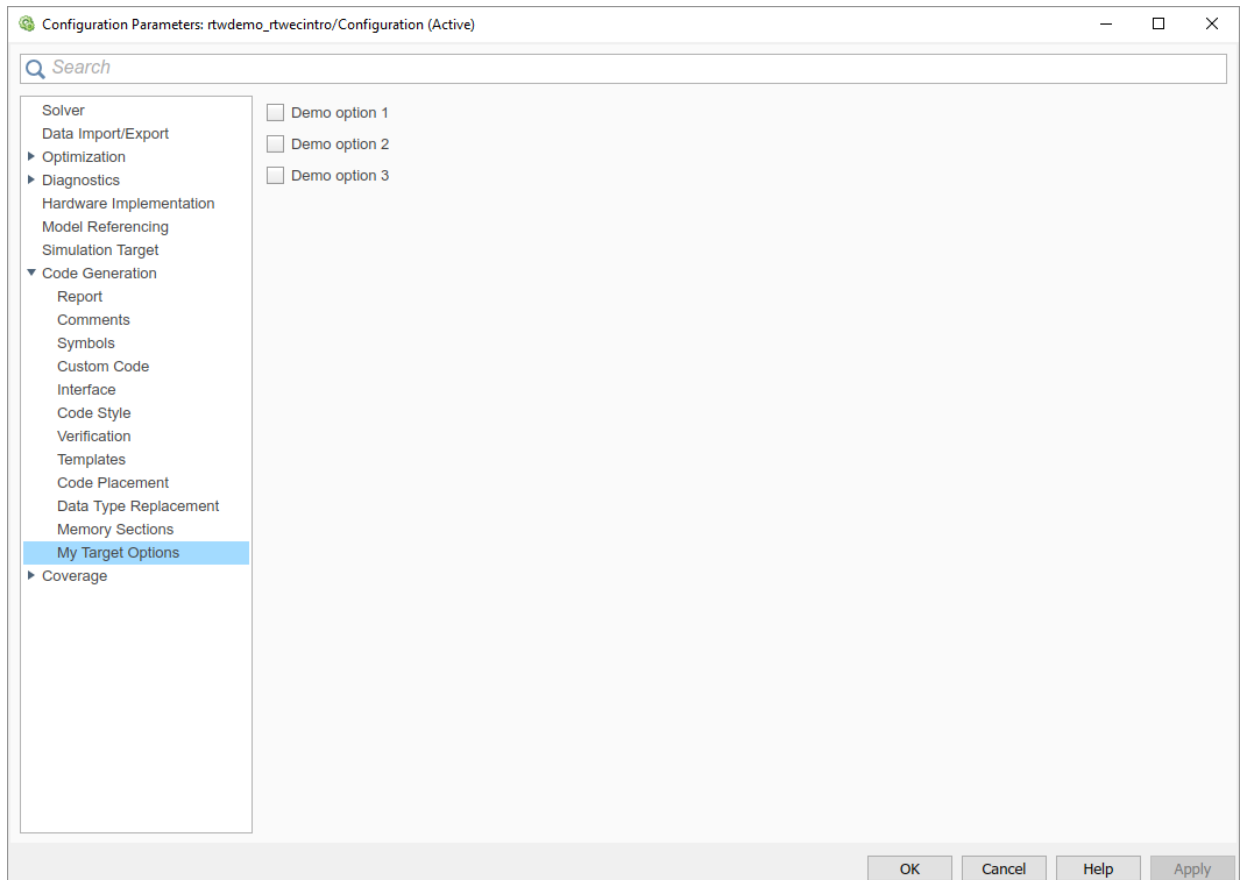 Configuration Parameters: rtwdemo_rtwecintro/Configuration (Active)
Search
Solver
Data Import/Export
Optimization
Diagnostics
Hardware Implementation
Model Referencing
Simulation Target
Code Generation
Report
Comments
Symbols
Custom Code
Interface
Code Style
Verification
Templates
Code Placement
Data Type Replacement
Memory Sections
My Target Options
Coverage
Demo option 1
Demo option 2
Demo option 3
OK Cancel Help Apply